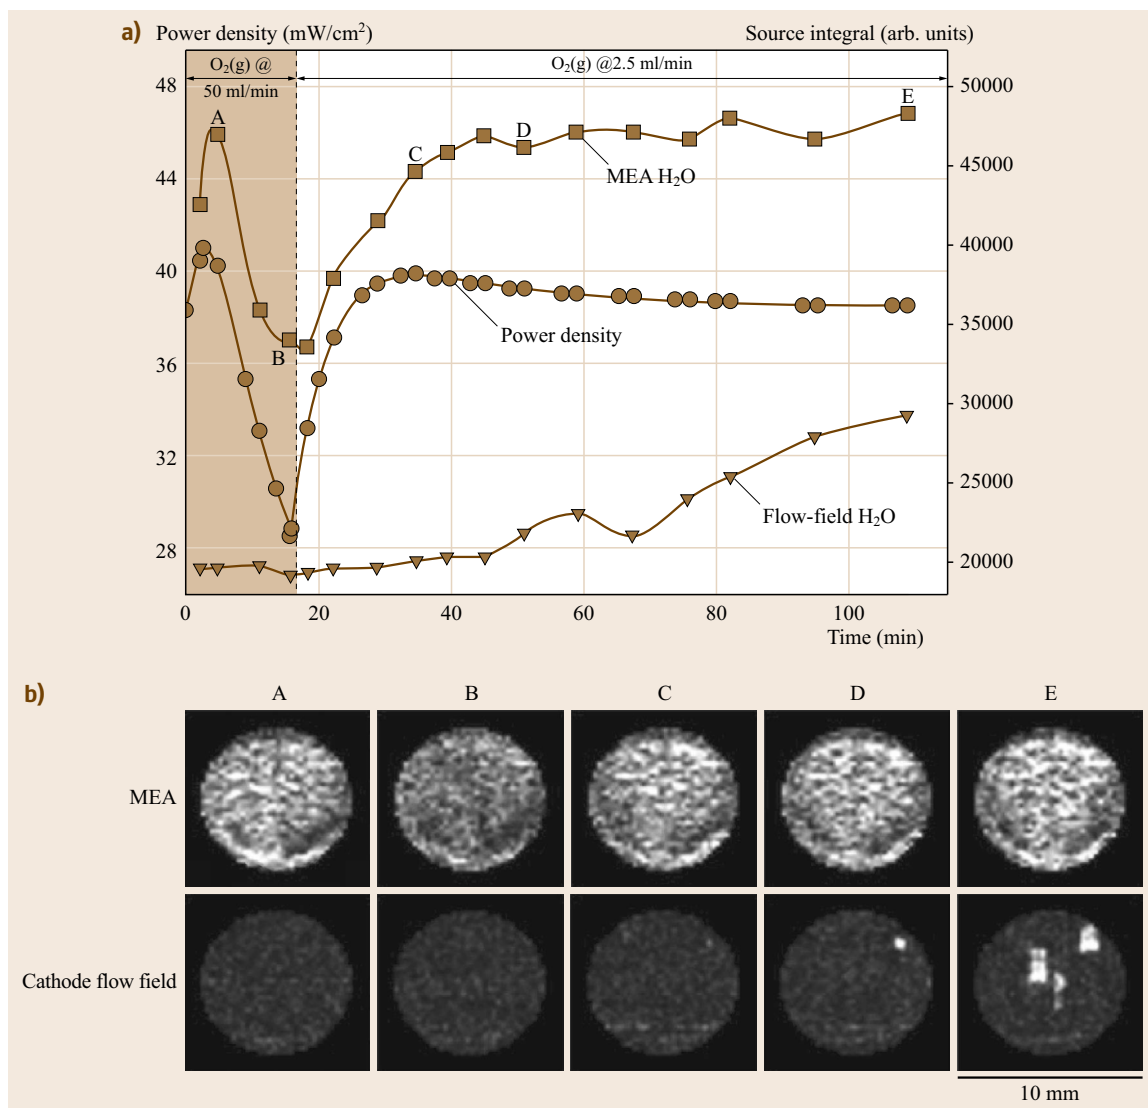 a) Power density (mW/cm²) Source integral (arb. units)
O₂(g) @ O₂(g) @2.5 ml/min
50 ml/min
48 50000
A E
D
C 45000
MEA H₂O
44
40 40000
Power density 35000
B
36
30000
32
25000
Flow-field H₂O
28 20000
0 20 40 60 80 100
Time (min)
b) A B C D E
MEA
Cathode flow field
10 mm